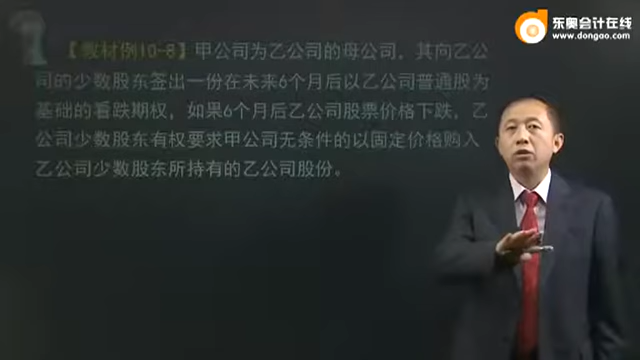 东奥会计在线
www.dongao.com
【教材例10-8】甲公司为乙公司的母公司，其向乙公
司的少数股东签出一份在未来6个月后以乙公司普通股为
基础的看跌期权，如果6个月后乙公司股票价格下跌，乙
公司少数股东有权要求甲公司无条件的以固定价格购入
乙公司少数股东所持有的乙公司股份。